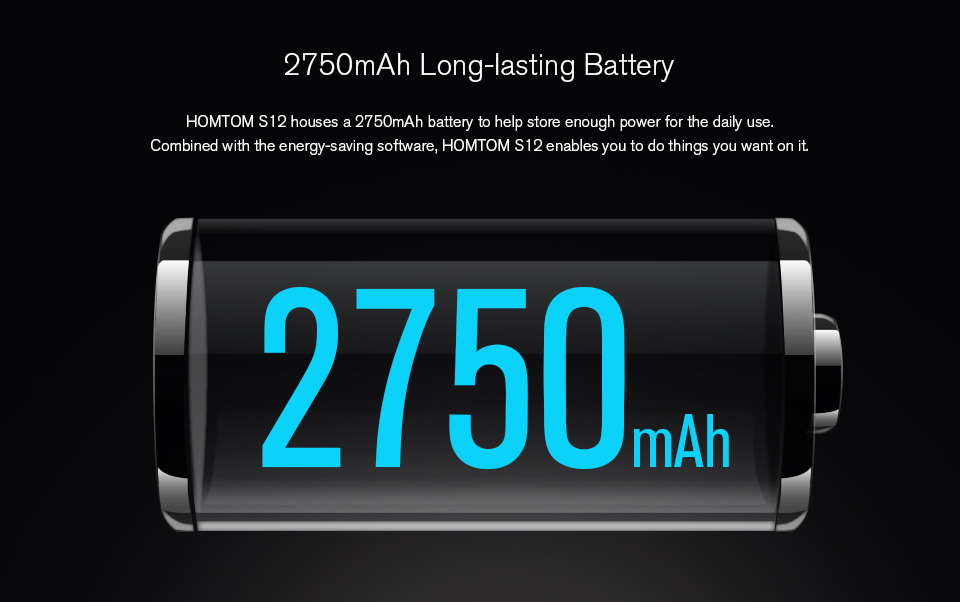 2750mAh Long-lasting Battery
HOMTOM S12 houses a 2750mAh battery to help store enough power for the daily use.
Combined with the energy-saving software, HOMTOM S12 enables you to do things you want on it.
2750mAh